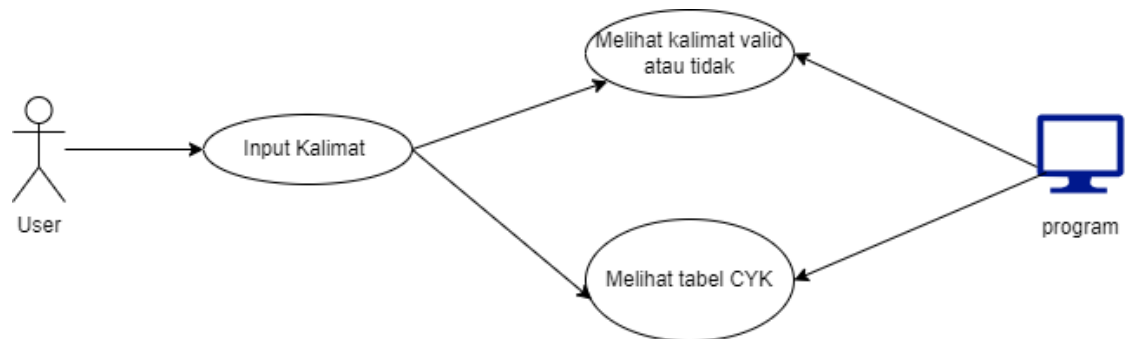 Melihat kalimat valid
atau tidak
Input Kalimat
User
program
Melihat tabel CYK